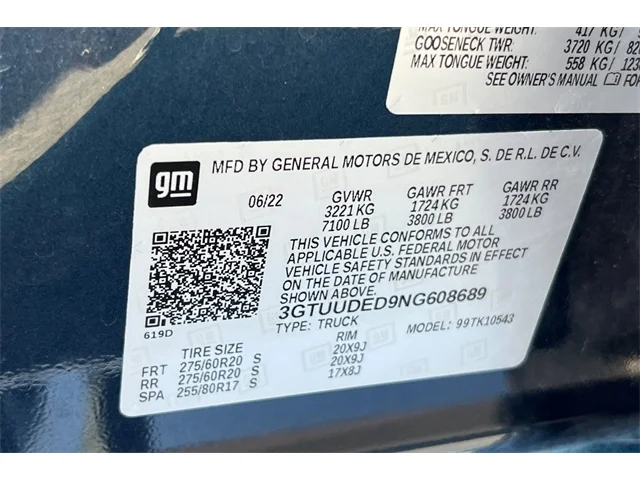 MAX TONGUE WEIGHT: 417 KG/
GOOSENECK TWR: 3720 KG/ 82
MAX TONGUE WEIGHT: 558 KG/ 123
SEE OWNER'S MANUAL FOR
gm
MFD BY GENERAL MOTORS DE MEXICO, S. DE R.L. DE C.V.
06/22 GVWR GAWR FRT GAWR RR
3221 KG 1724 KG 1724 KG
7100 LB 3800 LB 3800 LB
THIS VEHICLE CONFORMS TO ALL
APPLICABLE U.S. FEDERAL MOTOR
VEHICLE SAFETY STANDARDS IN EFFECT
ON THE DATE OF MANUFACTURE SHOWN
ABOVE.
3GTUUDED9NG608689
619D
TYPE: TRUCK MODEL: 99TK10543
TIRE SIZE RIM
FRT 275/60R20 S 20X9J
RR 275/60R20 S 20X9J
SPA 255/80R17 S 17X8J